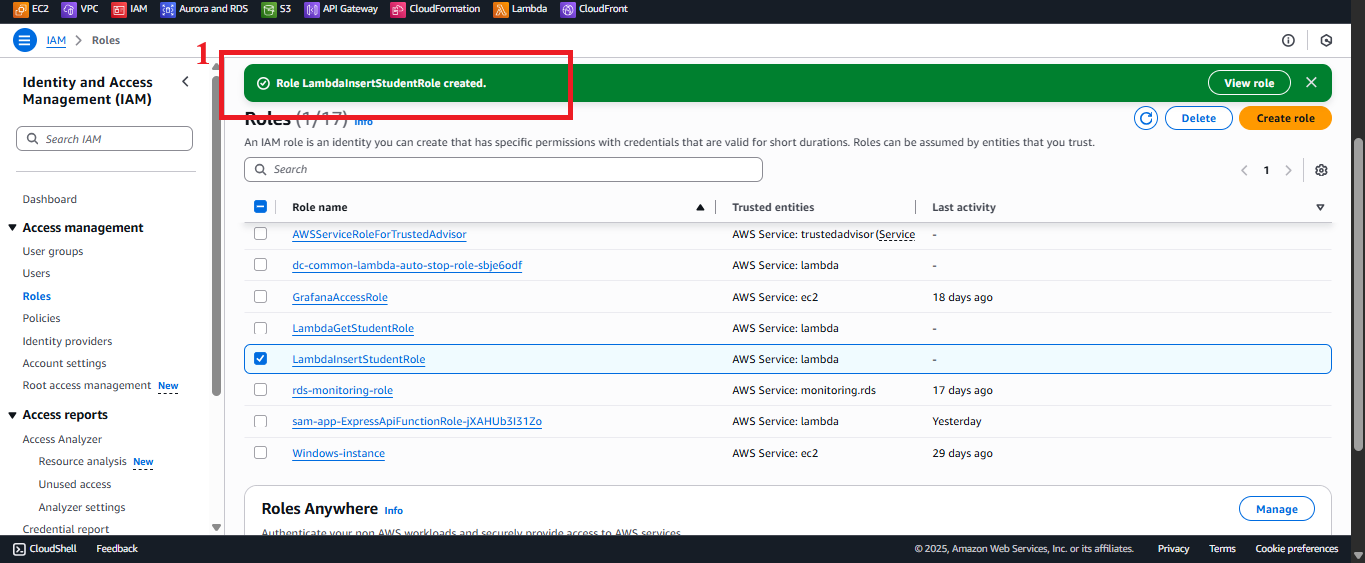 EC2 VPC IAM Aurora and RDS S3 API Gateway CloudFormation Lambda CloudFront
IAM > Roles
1
Identity and Access
Management (IAM)
Search IAM
Dashboard
Access management
User groups
Users
Roles
Policies
Identity providers
Account settings
Root access management New
Access reports
Access Analyzer
Resource analysis New
Unused access
Analyzer settings
Credential report
Role LambdaInsertStudentRole created.
View role
Roles (1/17) Info
Delete
Create role
An IAM role is an identity you can create that has specific permissions with credentials that are valid for short durations. Roles can be assumed by entities that you trust.
Search
1
Role name Trusted entities Last activity
AWSServiceRoleForTrustedAdvisor AWS Service: trustedadvisor (Service -
dc-common-lambda-auto-stop-role-sbje6odf AWS Service: lambda -
GrafanaAccessRole AWS Service: ec2 18 days ago
LambdaGetStudentRole AWS Service: lambda -
LambdaInsertStudentRole AWS Service: lambda -
rds-monitoring-role AWS Service: monitoring.rds 17 days ago
sam-app-ExpressApiFunctionRole-jXAHUb3I31Zo AWS Service: lambda Yesterday
Windows-instance AWS Service: ec2 29 days ago
Roles Anywhere Info
Manage
Authenticate your non AWS workloads and securely provide access to AWS services.
CloudShell Feedback © 2025, Amazon Web Services, Inc. or its affiliates. Privacy Terms Cookie preferences